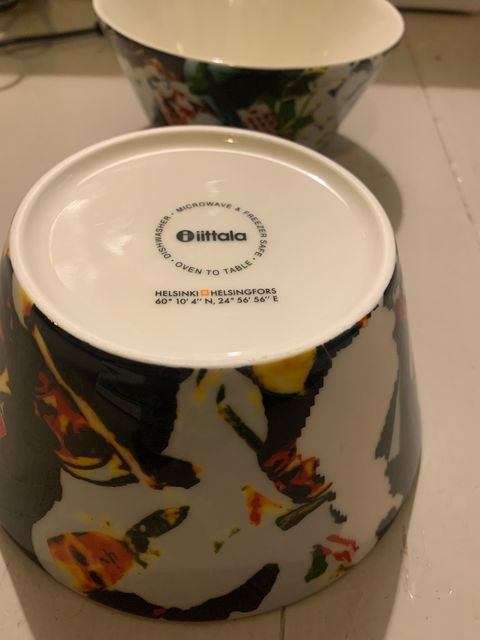 DISHWASHER · MICROWAVE & FREEZER SAFE · OVEN TO TABLE ·
iittala
HELSINKI HELSINGFORS
60° 10' 4'' N, 24° 56' 56'' E